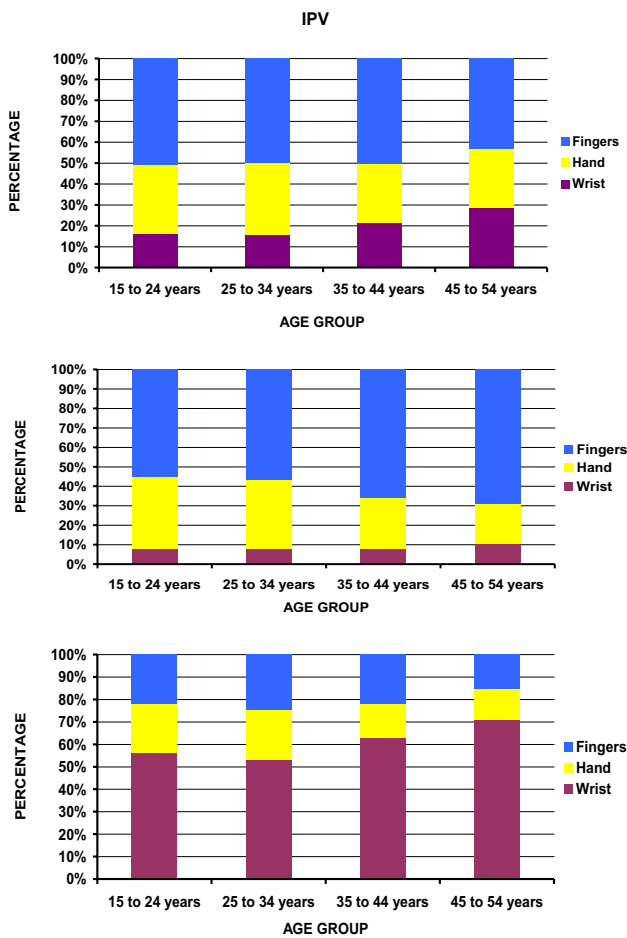 IPV
PERCENTAGE
100%
90%
80%
70%
60%
50%
40%
30%
20%
10%
0%
15 to 24 years 25 to 34 years 35 to 44 years 45 to 54 years
AGE GROUP
Fingers
Hand
Wrist
PERCENTAGE
100%
90%
80%
70%
60%
50%
40%
30%
20%
10%
0%
15 to 24 years 25 to 34 years 35 to 44 years 45 to 54 years
AGE GROUP
Fingers
Hand
Wrist
PERCENTAGE
100%
90%
80%
70%
60%
50%
40%
30%
20%
10%
0%
15 to 24 years 25 to 34 years 35 to 44 years 45 to 54 years
AGE GROUP
Fingers
Hand
Wrist